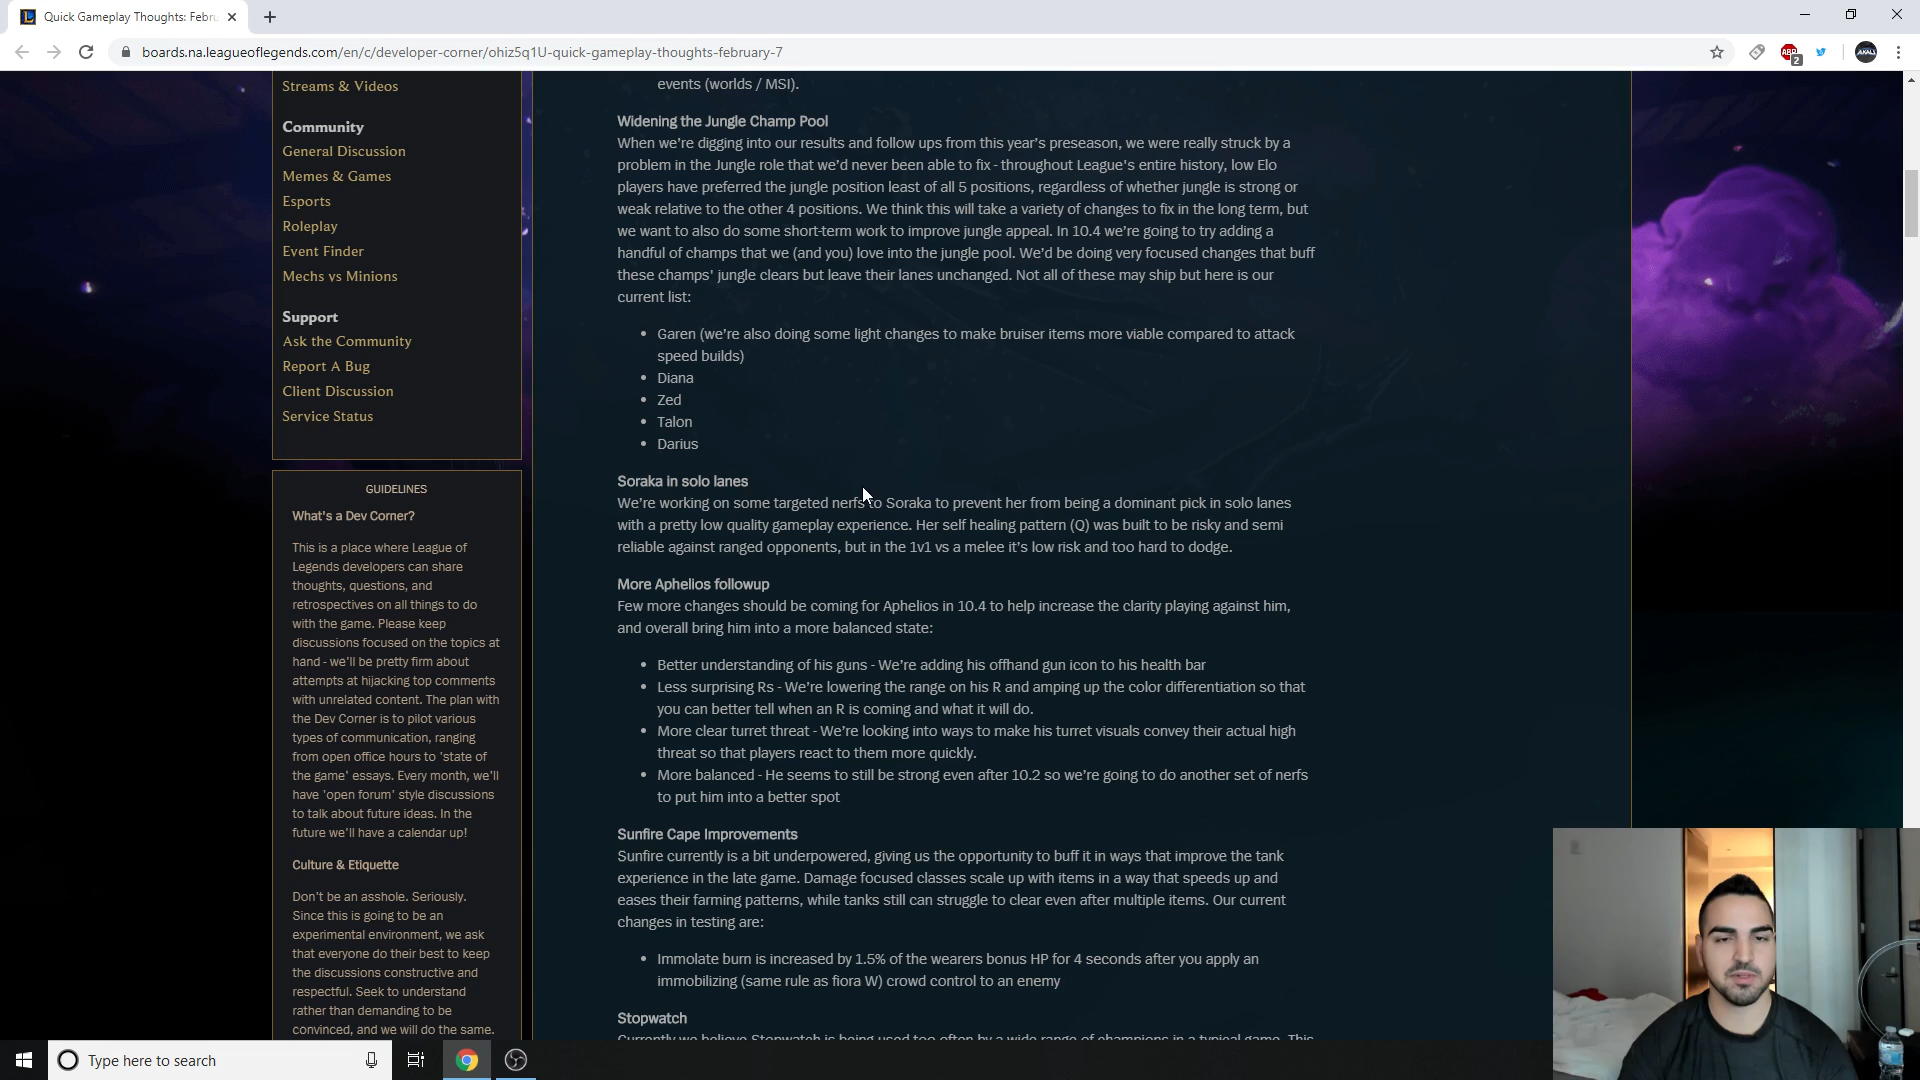 Quick Gameplay Thoughts: Febru
boards.na.leagueoflegends.com/en/c/developer-corner/ohiz5q1U-quick-gameplay-thoughts-february-7
ABP
2
AKALI
Streams & Videos
Community
General Discussion
Memes & Games
Esports
Roleplay
Event Finder
Mechs vs Minions
Support
Ask the Community
Report A Bug
Client Discussion
Service Status
GUIDELINES
What's a Dev Corner?
This is a place where League of
Legends developers can share
thoughts, questions, and
retrospectives on all things to do
with the game. Please keep
discussions focused on the topics at
hand - we'll be pretty firm about
attempts at hijacking top comments
with unrelated content. The plan with
the Dev Corner is to pilot various
types of communication, ranging
from open office hours to 'state of
the game' essays. Every month, we'll
have 'open forum' style discussions
to talk about future ideas. In the
future we'll have a calendar up!
Culture & Etiquette
Don't be an asshole. Seriously.
Since this is going to be an
experimental environment, we ask
that everyone do their best to keep
the discussions constructive and
respectful. Seek to understand
rather than demanding to be
convinced, and we will do the same.
events (worlds / MSI).
Widening the Jungle Champ Pool
When we're digging into our results and follow ups from this year's preseason, we were really struck by a
problem in the Jungle role that we'd never been able to fix - throughout League's entire history, low Elo
players have preferred the jungle position least of all 5 positions, regardless of whether jungle is strong or
weak relative to the other 4 positions. We think this will take a variety of changes to fix in the long term, but
we want to also do some short-term work to improve jungle appeal. In 10.4 we're going to try adding a
handful of champs that we (and you) love into the jungle pool. We'd be doing very focused changes that buff
these champs' jungle clears but leave their lanes unchanged. Not all of these may ship but here is our
current list:
• Garen (we're also doing some light changes to make bruiser items more viable compared to attack
speed builds)
• Diana
• Zed
• Talon
• Darius
Soraka in solo lanes
We're working on some targeted nerfs to Soraka to prevent her from being a dominant pick in solo lanes
with a pretty low quality gameplay experience. Her self healing pattern (Q) was built to be risky and semi
reliable against ranged opponents, but in the 1v1 vs a melee it's low risk and too hard to dodge.
More Aphelios followup
Few more changes should be coming for Aphelios in 10.4 to help increase the clarity playing against him,
and overall bring him into a more balanced state:
• Better understanding of his guns - We're adding his offhand gun icon to his health bar
• Less surprising Rs - We're lowering the range on his R and amping up the color differentiation so that
you can better tell when an R is coming and what it will do.
• More clear turret threat - We're looking into ways to make his turret visuals convey their actual high
threat so that players react to them more quickly.
• More balanced - He seems to still be strong even after 10.2 so we're going to do another set of nerfs
to put him into a better spot
Sunfire Cape Improvements
Sunfire currently is a bit underpowered, giving us the opportunity to buff it in ways that improve the tank
experience in the late game. Damage focused classes scale up with items in a way that speeds up and
eases their farming patterns, while tanks still can struggle to clear even after multiple items. Our current
changes in testing are:
• Immolate burn is increased by 1.5% of the wearers bonus HP for 4 seconds after you apply an
immobilizing (same rule as fiora W) crowd control to an enemy
Stopwatch
Currently we believe Stopwatch is being used too often by a wide range of champions in a typical game. This
Type here to search